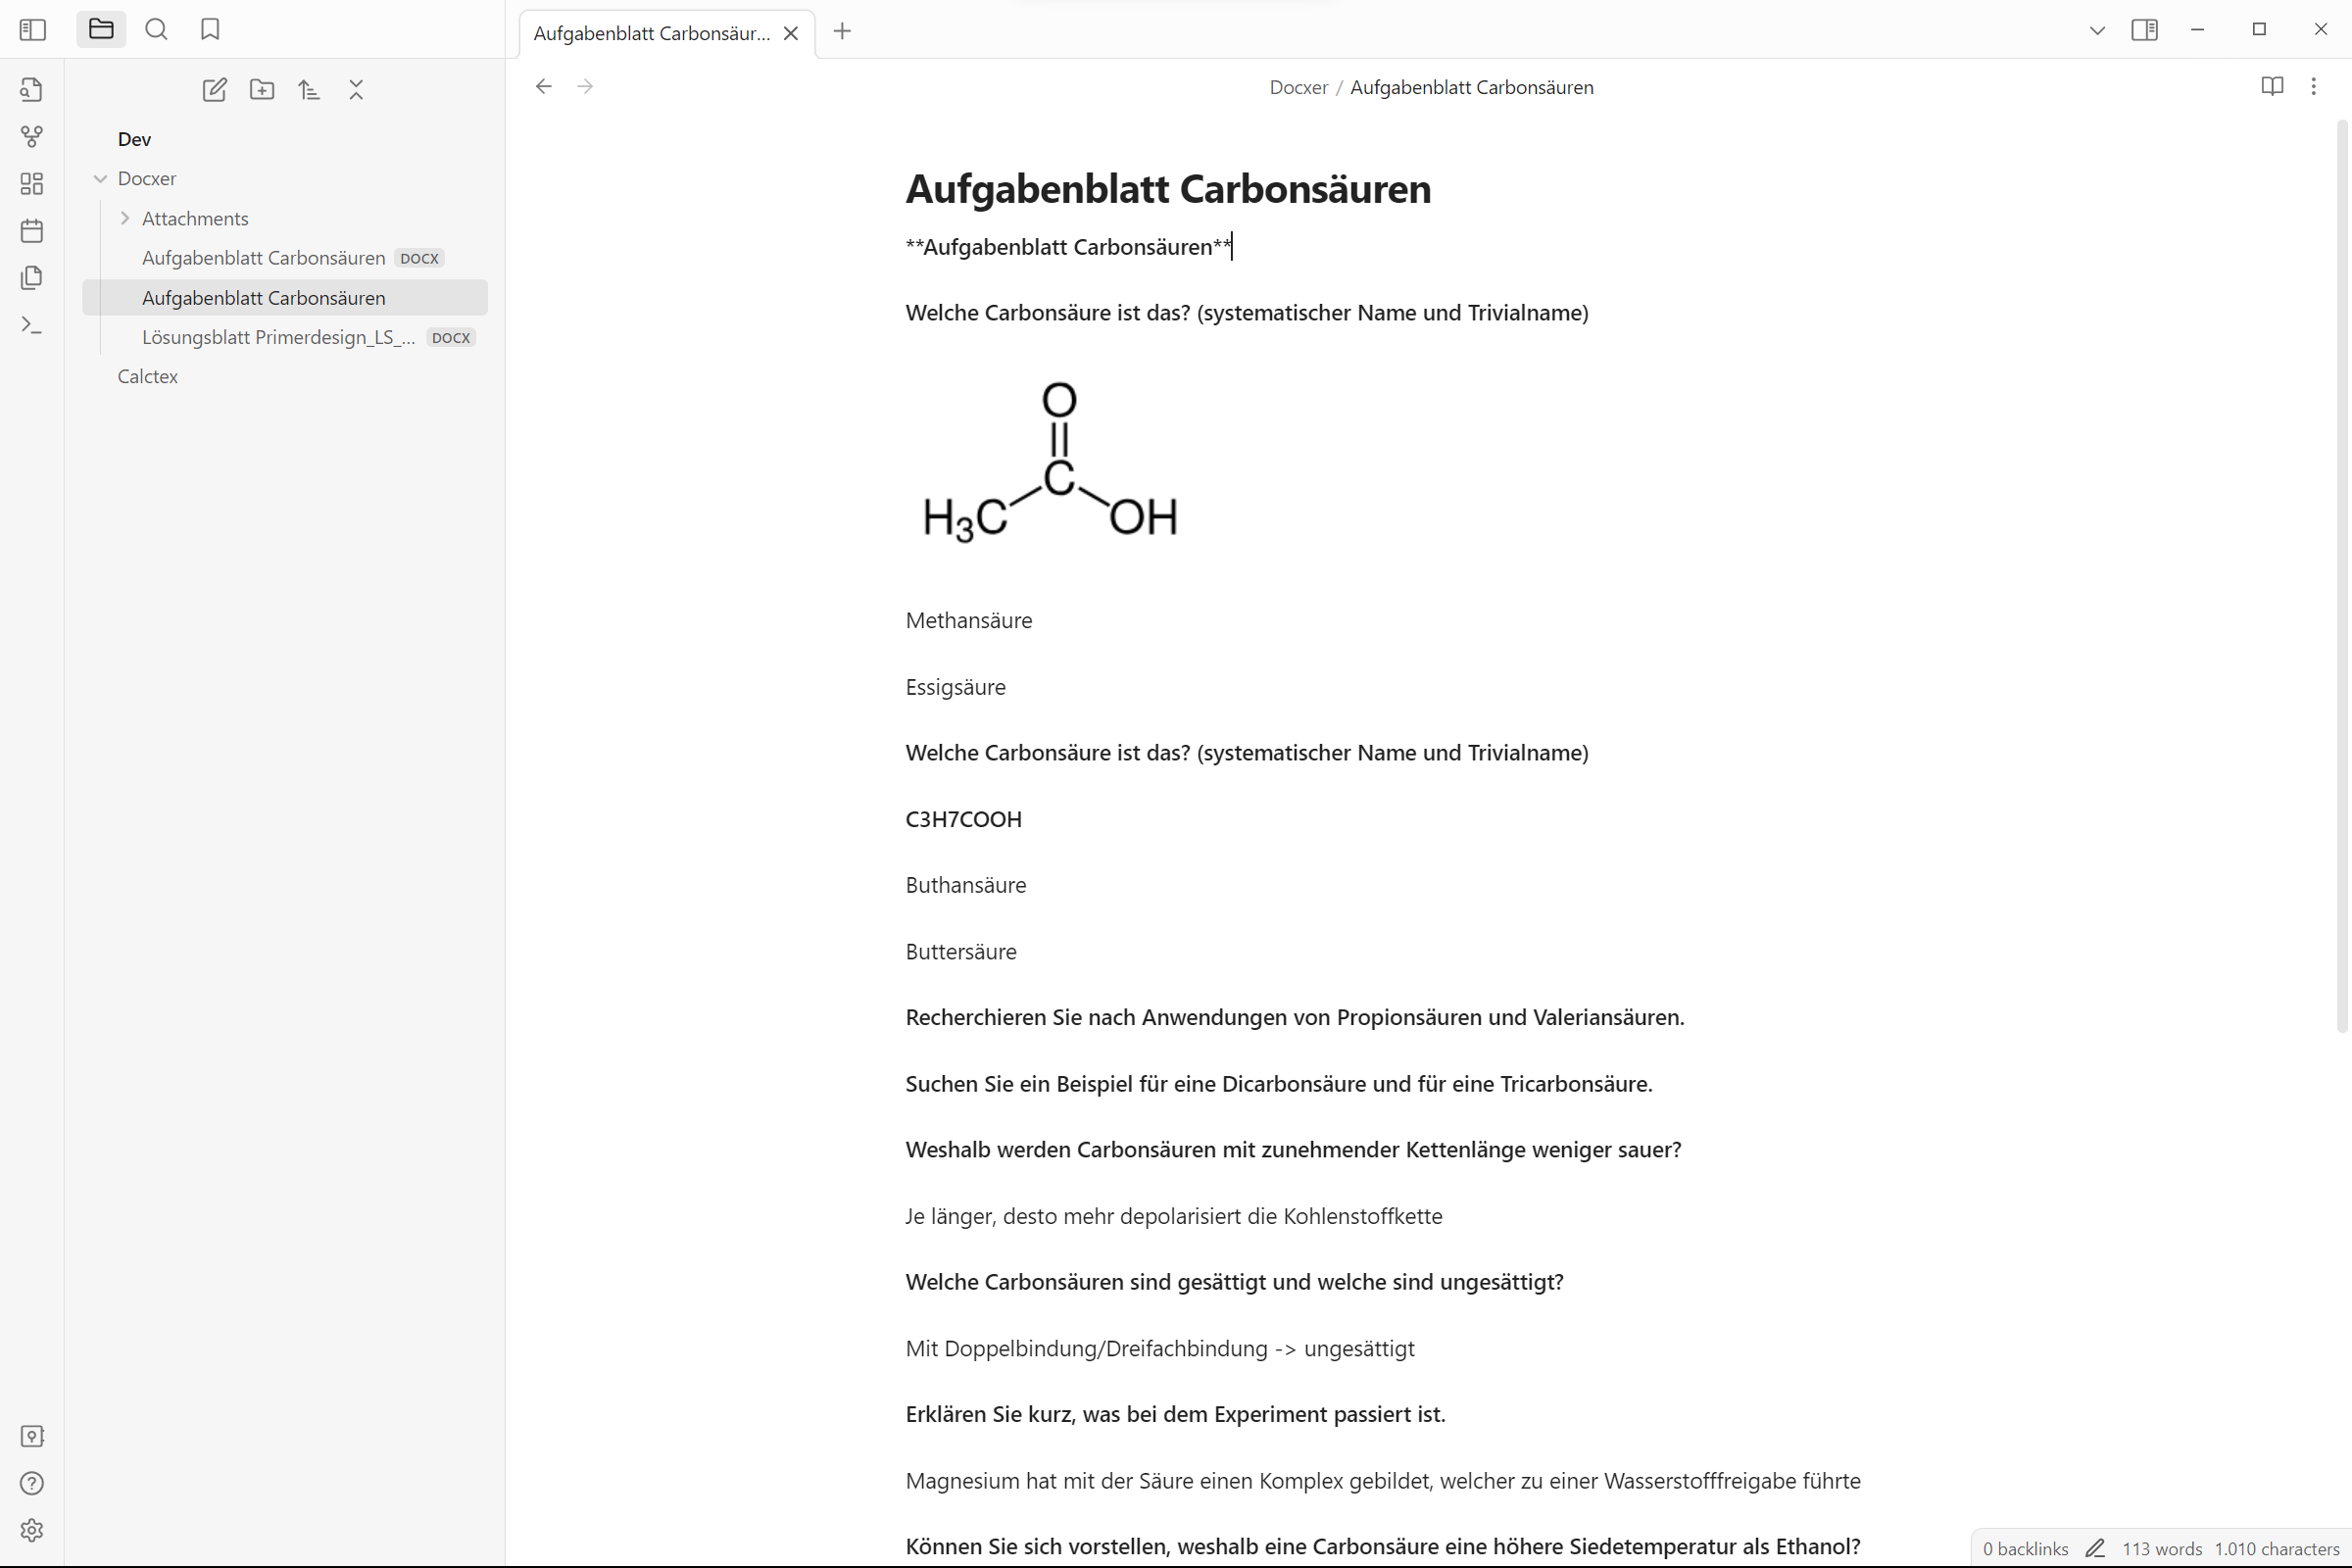 Aufgabenblatt Carbonsäur...
Dev
Docxer
Attachments
Aufgabenblatt Carbonsäuren DOCX
Aufgabenblatt Carbonsäuren
Lösungsblatt Primerdesign_LS_... DOCX
Calctex
Docxer / Aufgabenblatt Carbonsäuren
Aufgabenblatt Carbonsäuren
**Aufgabenblatt Carbonsäuren**
Welche Carbonsäure ist das? (systematischer Name und Trivialname)
O
C
H₃C OH
Methansäure
Essigsäure
Welche Carbonsäure ist das? (systematischer Name und Trivialname)
C3H7COOH
Buthansäure
Buttersäure
Recherchieren Sie nach Anwendungen von Propionsäuren und Valeriansäuren.
Suchen Sie ein Beispiel für eine Dicarbonsäure und für eine Tricarbonsäure.
Weshalb werden Carbonsäuren mit zunehmender Kettenlänge weniger sauer?
Je länger, desto mehr depolarisiert die Kohlenstoffkette
Welche Carbonsäuren sind gesättigt und welche sind ungesättigt?
Mit Doppelbindung/Dreifachbindung -> ungesättigt
Erklären Sie kurz, was bei dem Experiment passiert ist.
Magnesium hat mit der Säure einen Komplex gebildet, welcher zu einer Wasserstofffreigabe führte
Können Sie sich vorstellen, weshalb eine Carbonsäure eine höhere Siedetemperatur als Ethanol?
0 backlinks 113 words 1.010 characters